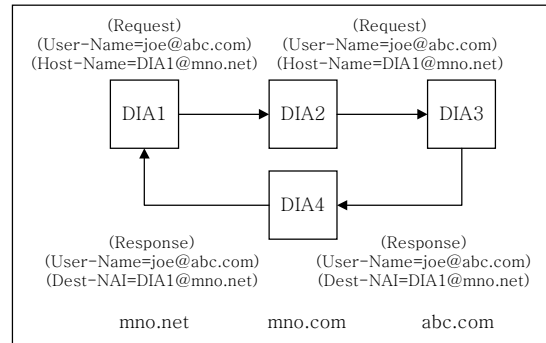 (Request) (Request)
(User-Name=joe@abc.com) (User-Name=joe@abc.com)
(Host-Name=DIA1@mno.net) (Host-Name=DIA1@mno.net)
DIA1 DIA2 DIA3
DIA4
(Response) (Response)
(User-Name=joe@abc.com) (User-Name=joe@abc.com)
(Dest-NAI=DIA1@mno.net) (Dest-NAI=DIA1@mno.net)
mno.net mno.com abc.com